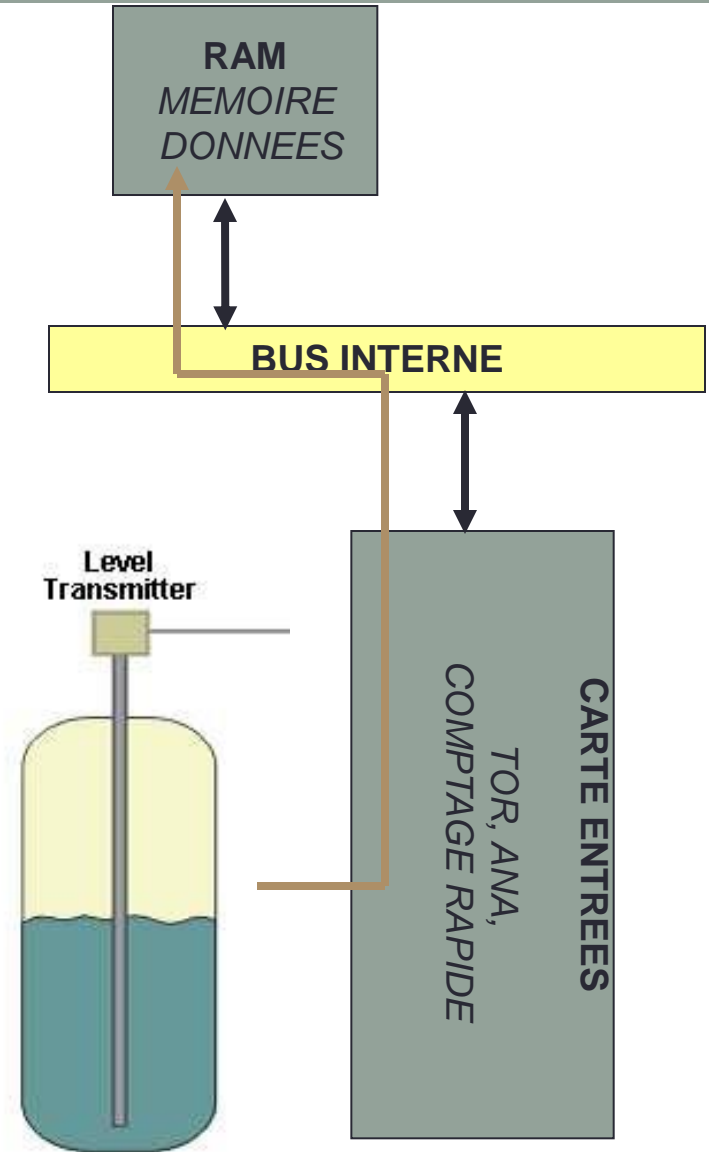 RAM
MEMOIRE
DONNEES
BUS INTERNE
Level
Transmitter
CARTE ENTREES
TOR, ANA,
COMPTAGE RAPIDE